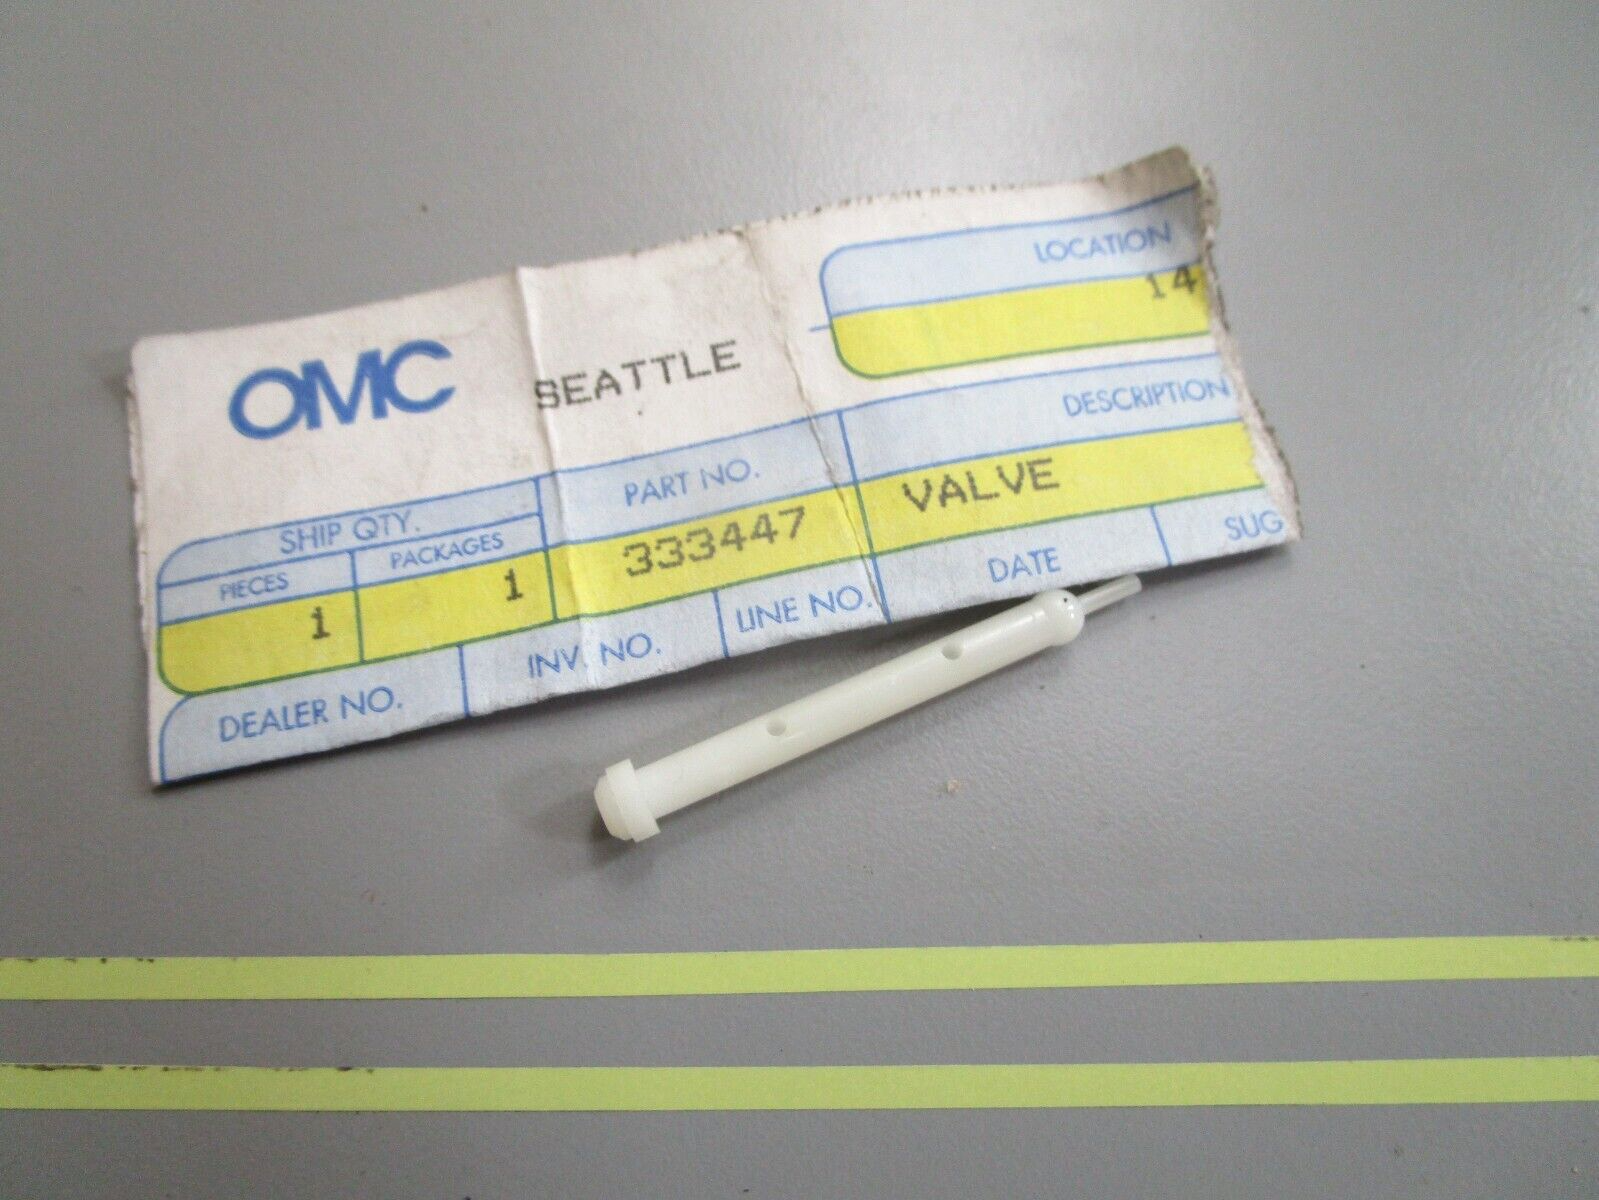 LOCATION
14
OMC SEATTLE
DESCRIPTION
SHIP QTY. PART NO. VALVE
PIECES PACKAGES 333447
1 1
DEALER NO. INV. NO. LINE NO. DATE SUG